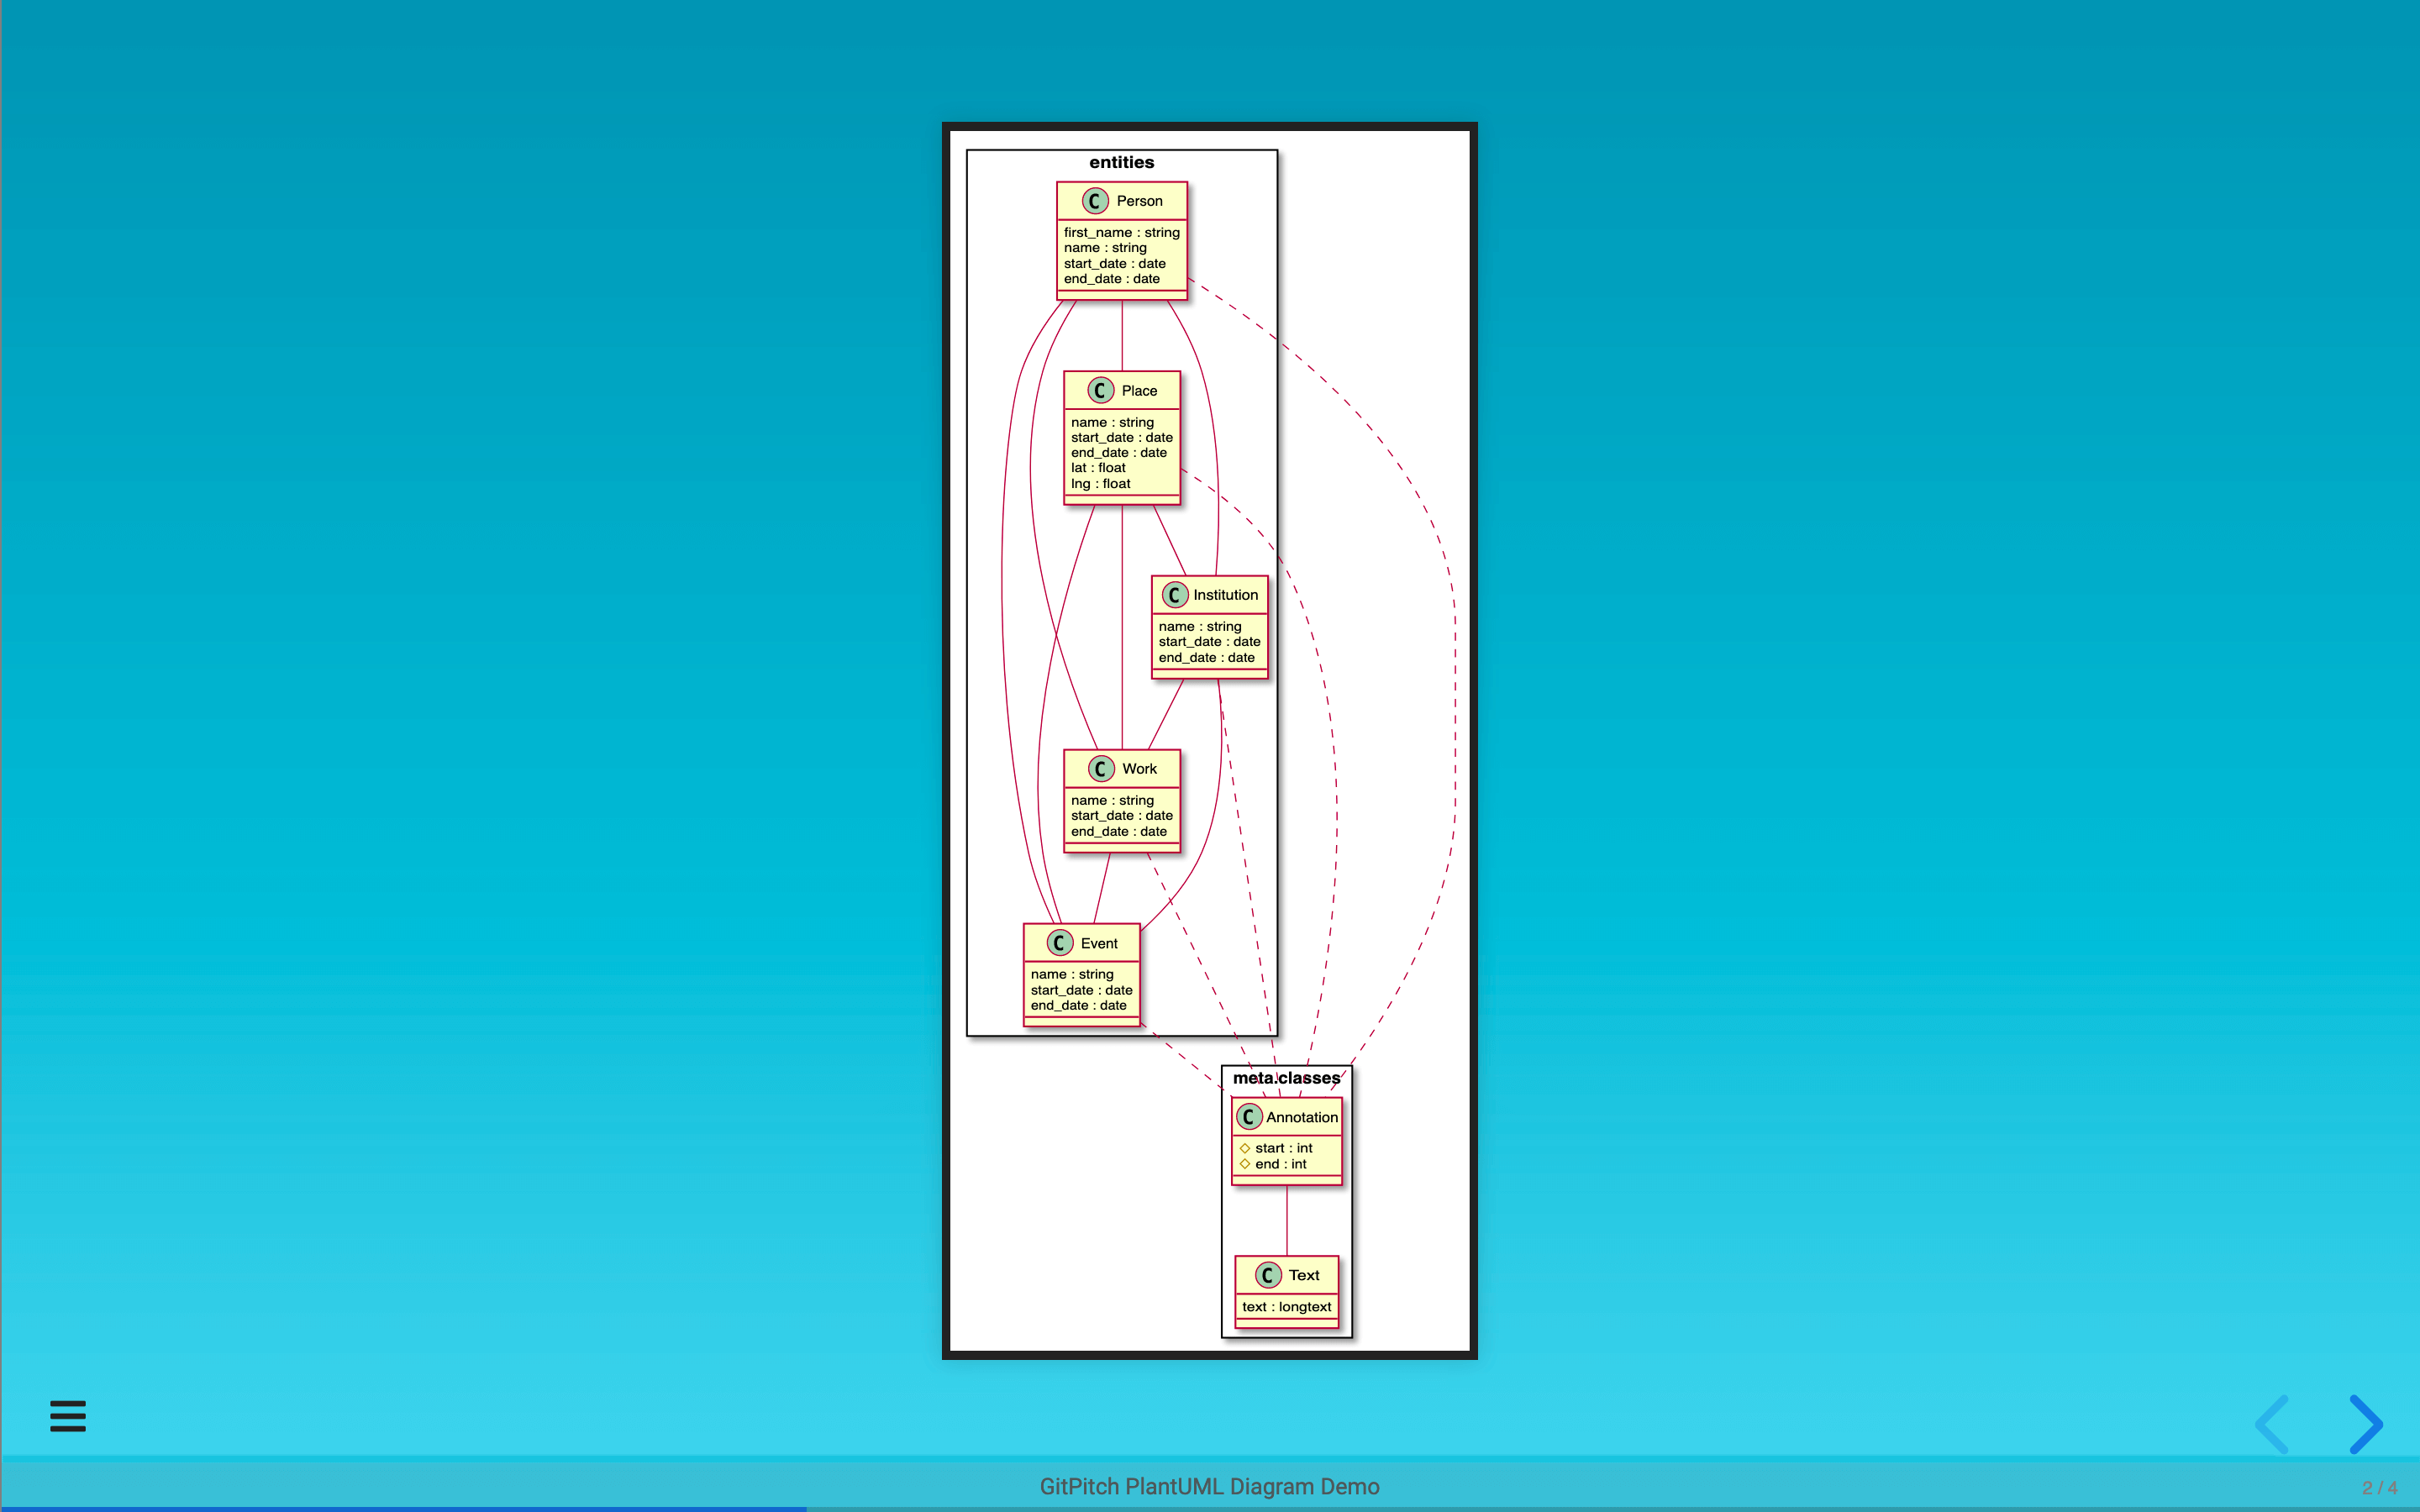 entities
C Person
first_name : string
name : string
start_date : date
end_date : date
C Place
name : string
start_date : date
end_date : date
lat : float
lng : float
C Institution
name : string
start_date : date
end_date : date
C Work
name : string
start_date : date
end_date : date
C Event
name : string
start_date : date
end_date : date
meta.classes
C Annotation
start : int
end : int
C Text
text : longtext
GitPitch PlantUML Diagram Demo
2 / 4